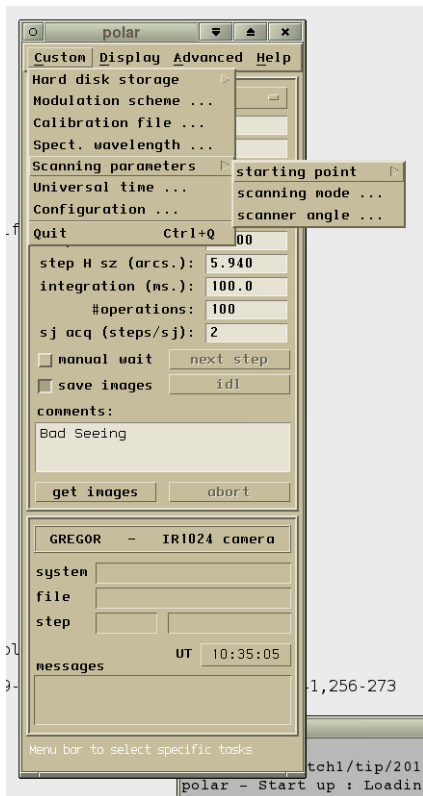 polar
Custom Display Advanced Help
Hard disk storage
Modulation scheme ...
Calibration file ...
Spect. wavelength ...
Scanning parameters
starting point
Universal time ...
scanning mode ...
Configuration ...
scanner angle ...
Quit Ctrl+Q
00
step H sz (arcs.): 5.940
integration (ms.): 100.0
#operations: 100
sj acq (steps/sj): 2
manual wait next step
save images idl
comments:
Bad Seeing
get images abort
GREGOR - IR1024 camera
system
file
step
UT 10:35:05
messages
1,256-273
Menu bar to select specific tasks
tch1/tip/201
polar - Start up : Loadin